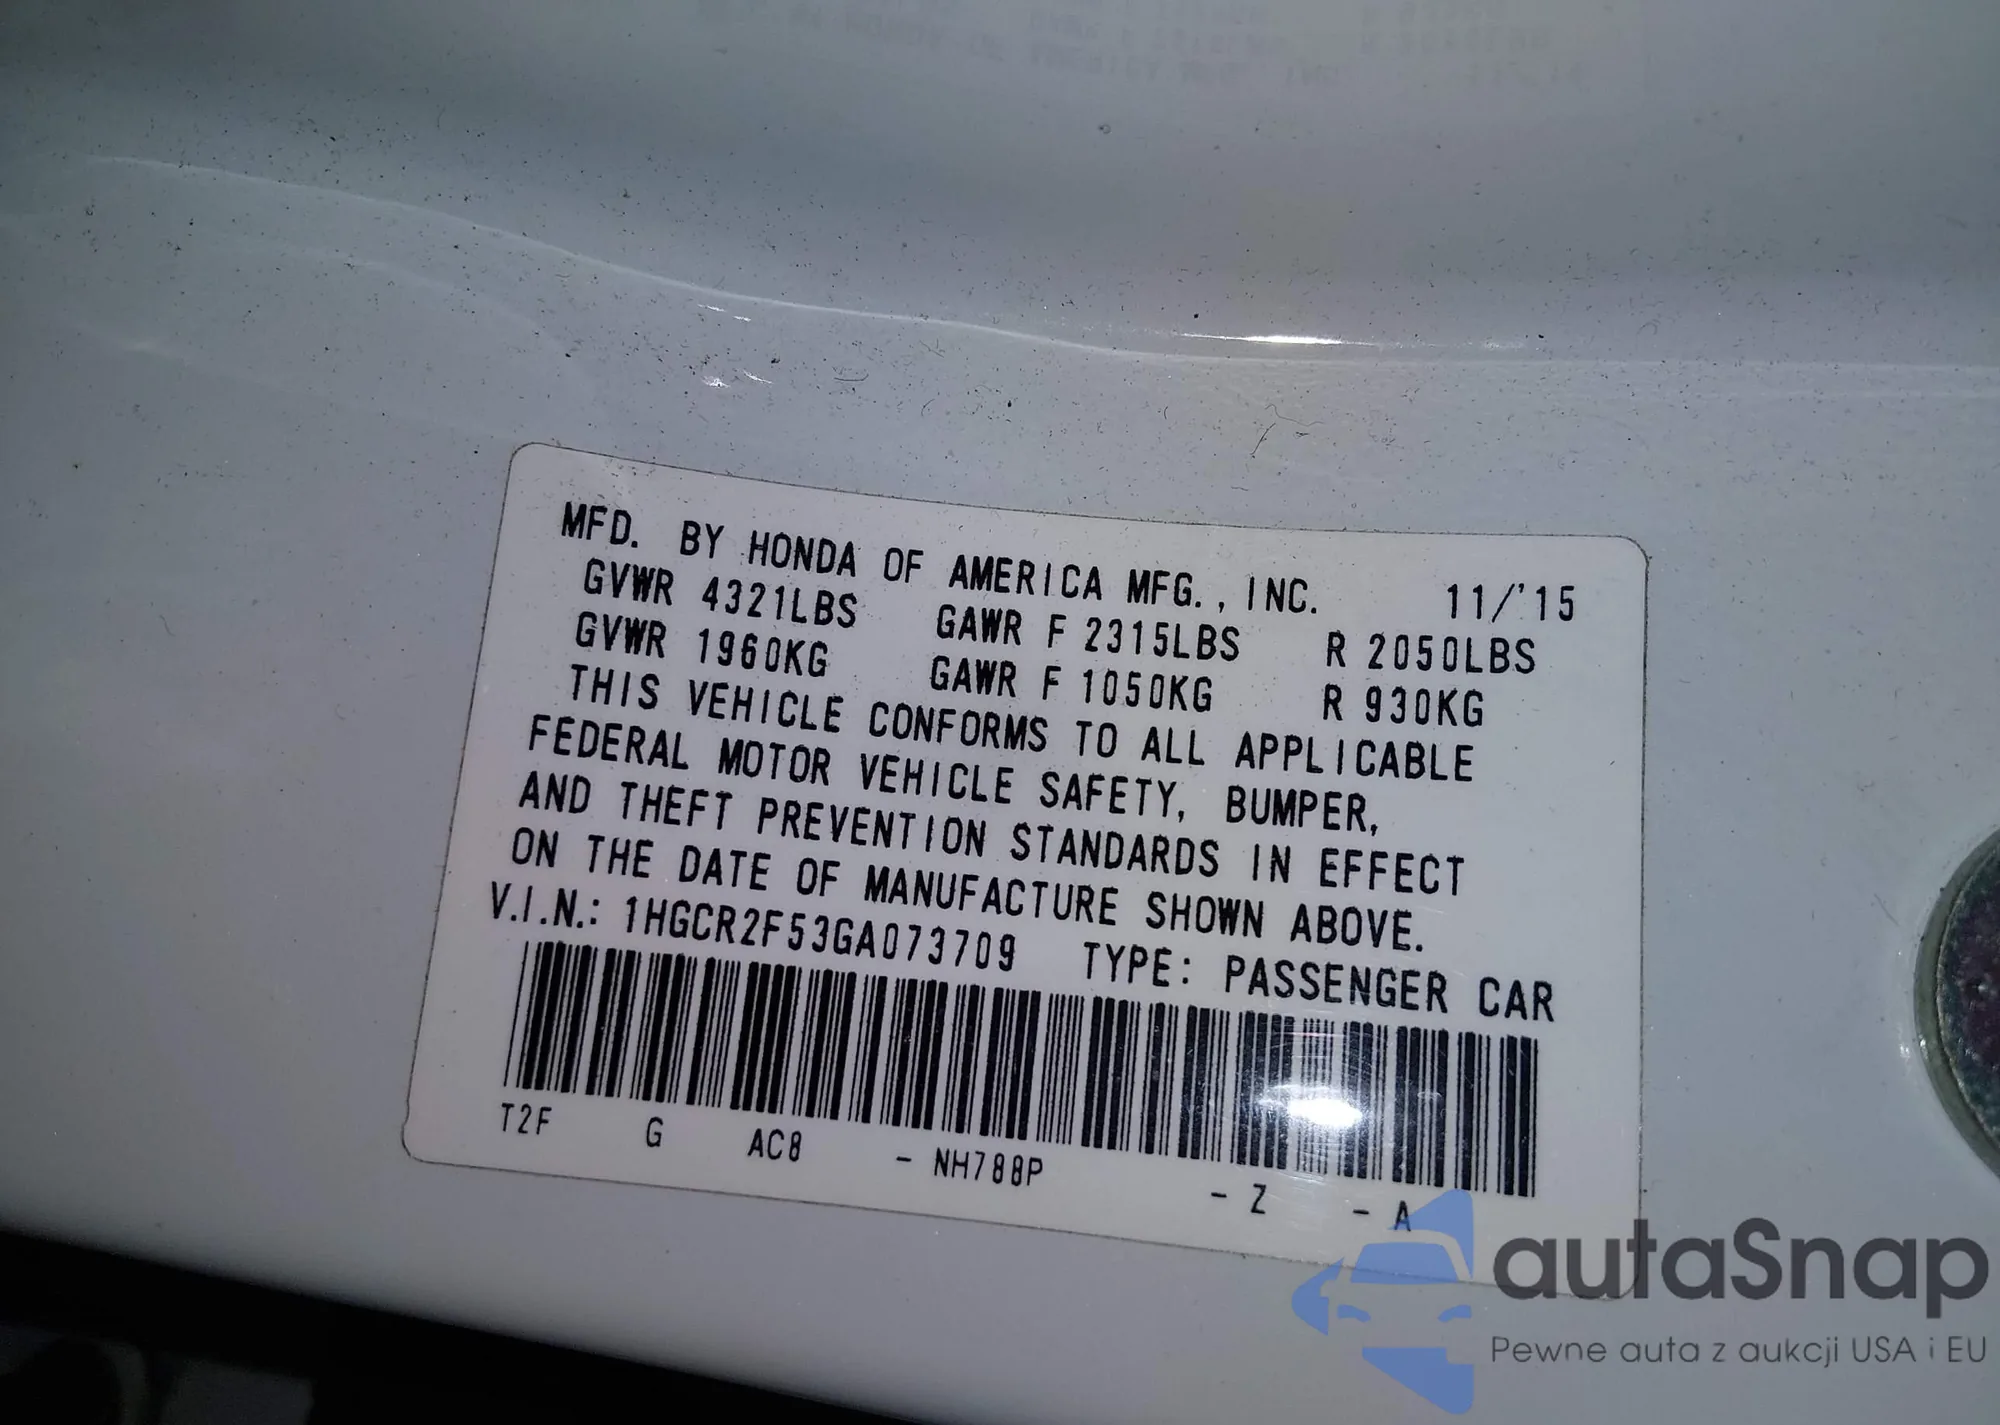 MFD. BY HONDA OF AMERICA MFG., INC. 11/'15
GVWR 4321LBS GAWR F 2315LBS R 2050LBS
GVWR 1960KG GAWR F 1050KG R 930KG
THIS VEHICLE CONFORMS TO ALL APPLICABLE
FEDERAL MOTOR VEHICLE SAFETY, BUMPER,
AND THEFT PREVENTION STANDARDS IN EFFECT
ON THE DATE OF MANUFACTURE SHOWN ABOVE.
V.I.N.: 1HGCR2F53GA073709 TYPE: PASSENGER CAR
T2F G AC8 - NH788P - Z - A
autaSnap
Pewne auta z aukcji USA i EU